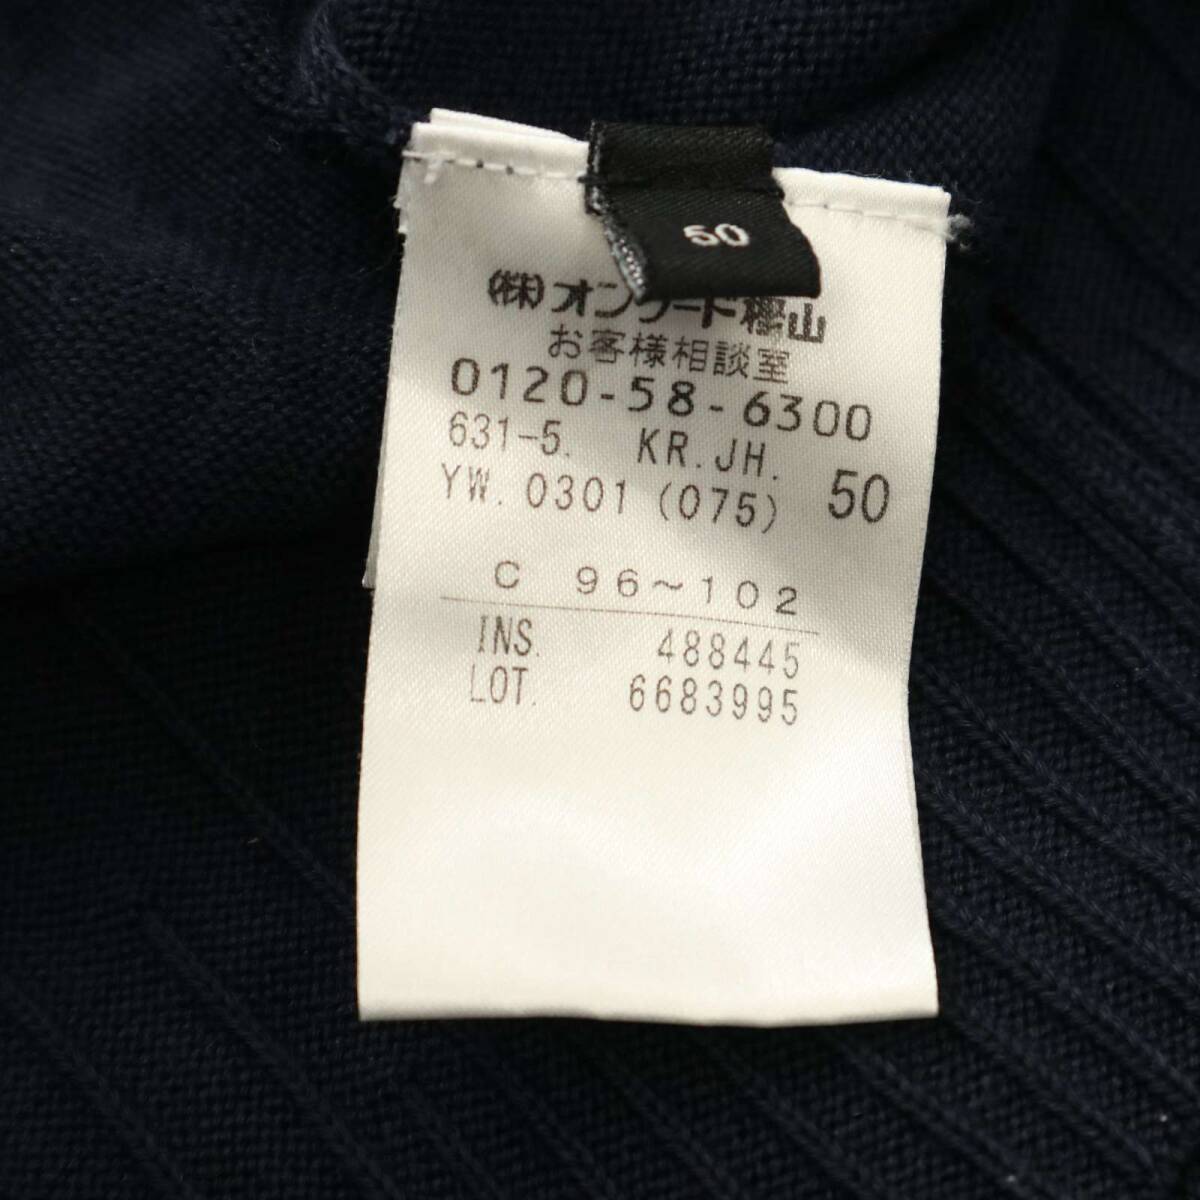 50
㈱オンワード樫山
お客様相談室
0120-58-6300
631-5. KR.JH.
YW. 0301 (075) 50
C 96～102
INS. 488445
LOT. 6683995